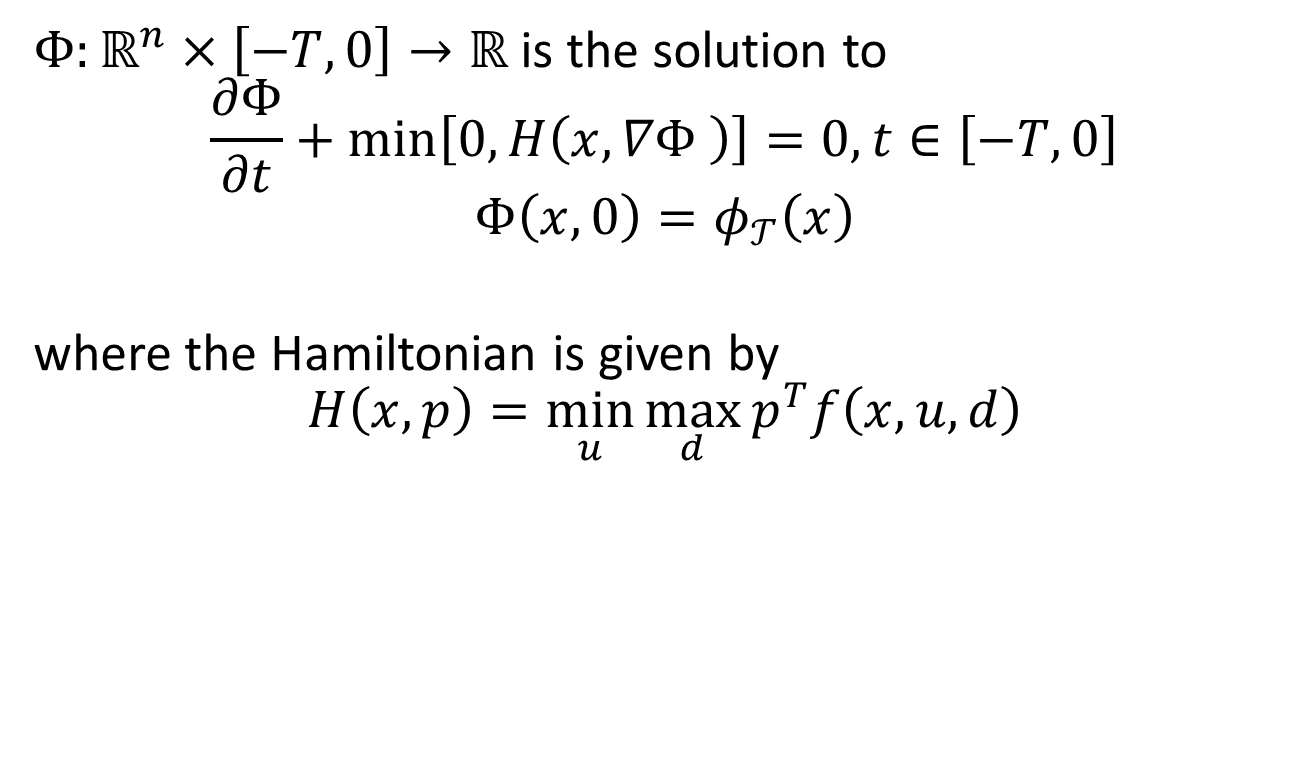 Φ: ℝⁿ × [−T, 0] → ℝ is the solution to
∂Φ/∂t + min[0, H(x, ∇Φ )] = 0, t ∈ [−T, 0]
Φ(x, 0) = ϕ_𝒯(x)
where the Hamiltonian is given by
H(x, p) = min_u max_d pᵀf(x, u, d)